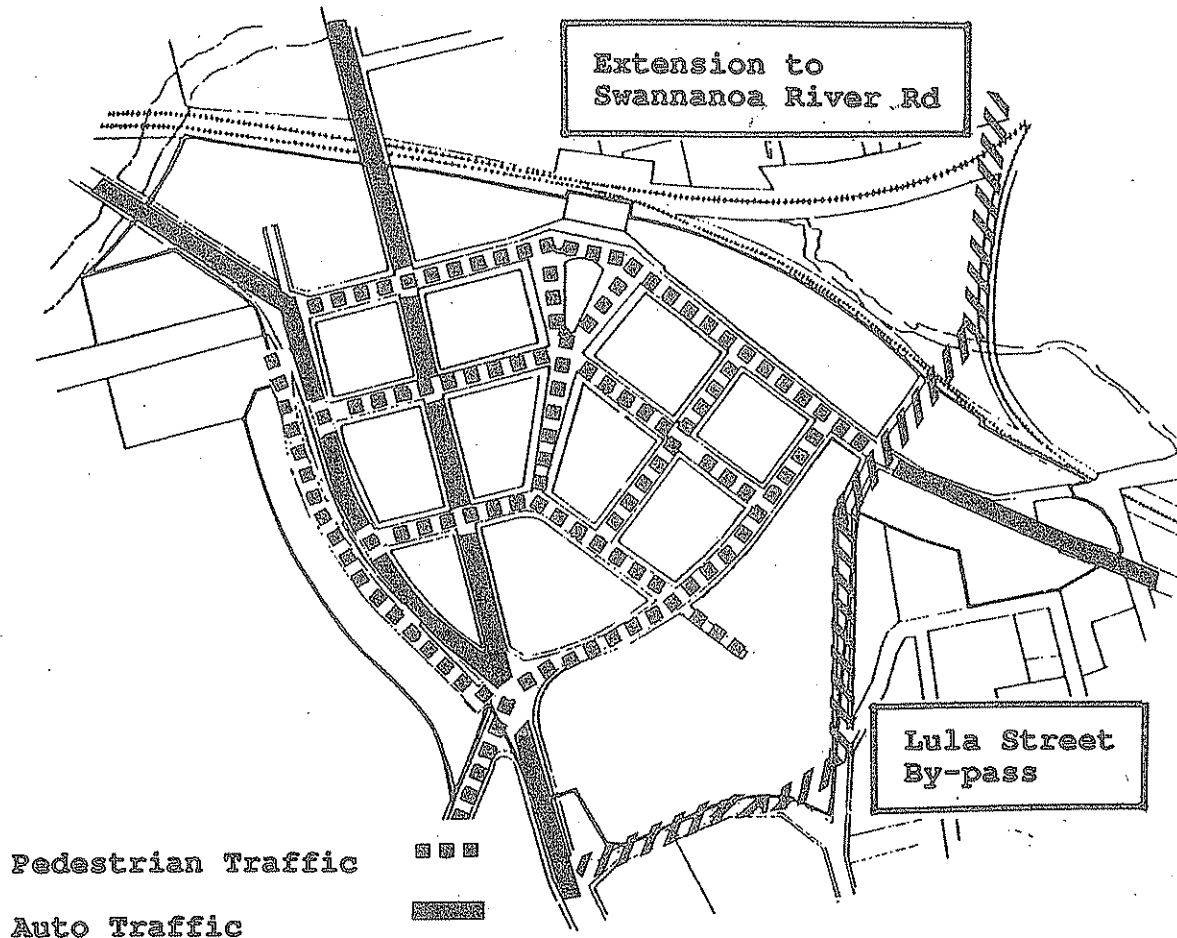 Extension to
Swannanoa River Rd
Lula Street
By-pass
Pedestrian Traffic
Auto Traffic